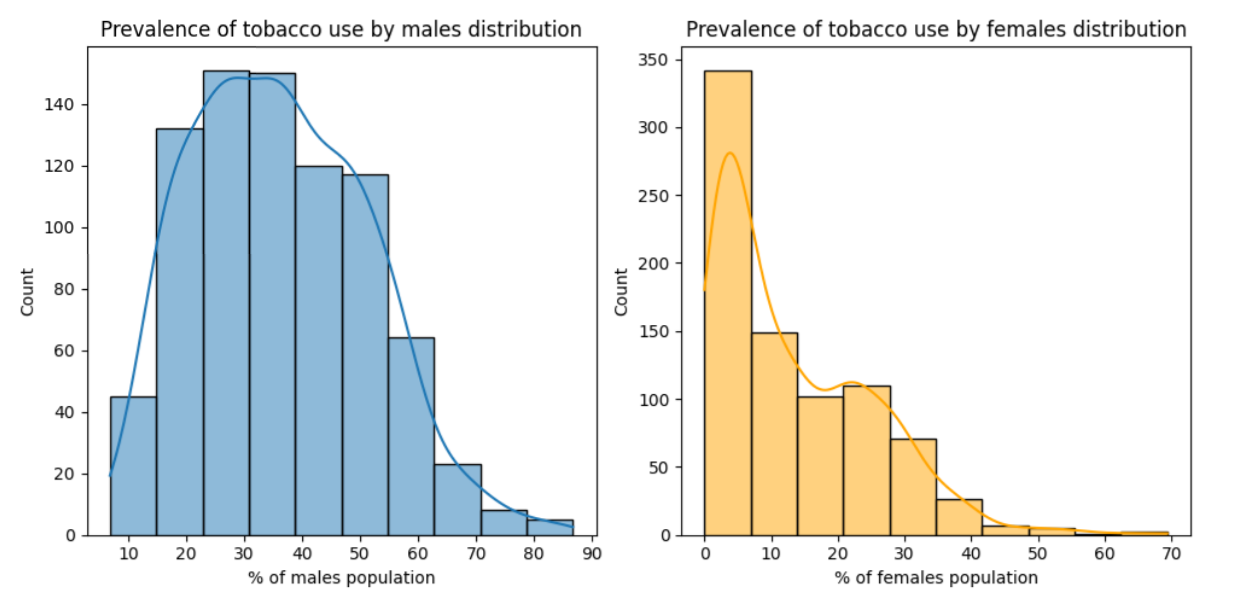 Prevalence of tobacco use by males distribution
140
120
100
80
60
40
20
0
Count
10 20 30 40 50 60 70 80 90
% of males population
Prevalence of tobacco use by females distribution
350
300
250
200
150
100
50
0
Count
0 10 20 30 40 50 60 70
% of females population